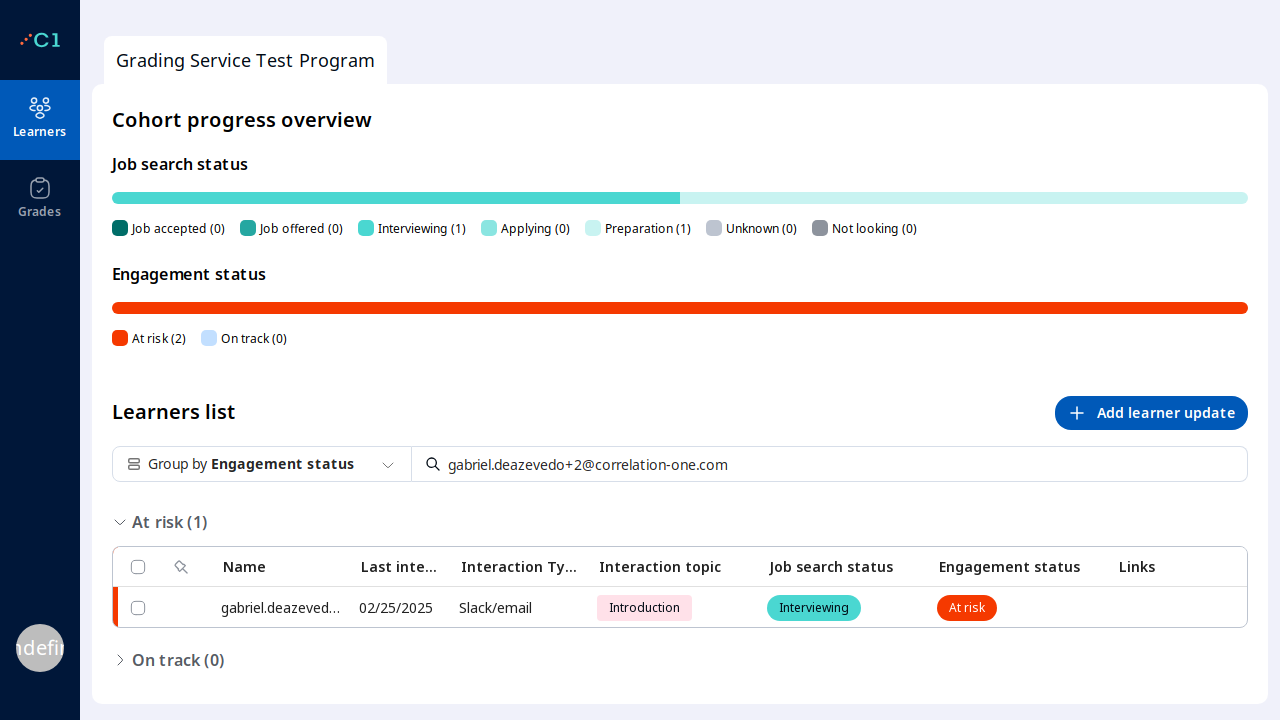 C1
Learners
Grades
ndefin
Grading Service Test Program
Cohort progress overview
Job search status
Job accepted (0) Job offered (0) Interviewing (1) Applying (0) Preparation (1) Unknown (0) Not looking (0)
Engagement status
At risk (2) On track (0)
Learners list
Add learner update
Group by Engagement status
gabriel.deazevedo+2@correlation-one.com
At risk (1)
Name Last inte... Interaction Ty... Interaction topic Job search status Engagement status Links
gabriel.deazeved... 02/25/2025 Slack/email Introduction Interviewing At risk
On track (0)